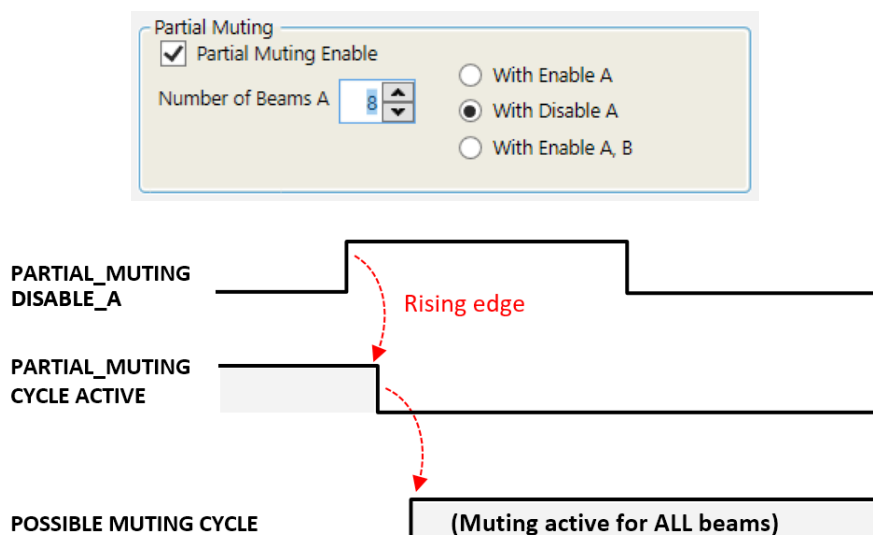 Partial Muting
Partial Muting Enable
Number of Beams A 8
With Enable A
With Disable A
With Enable A, B
PARTIAL_MUTING
DISABLE_A
Rising edge
PARTIAL_MUTING
CYCLE ACTIVE
POSSIBLE MUTING CYCLE
(Muting active for ALL beams)